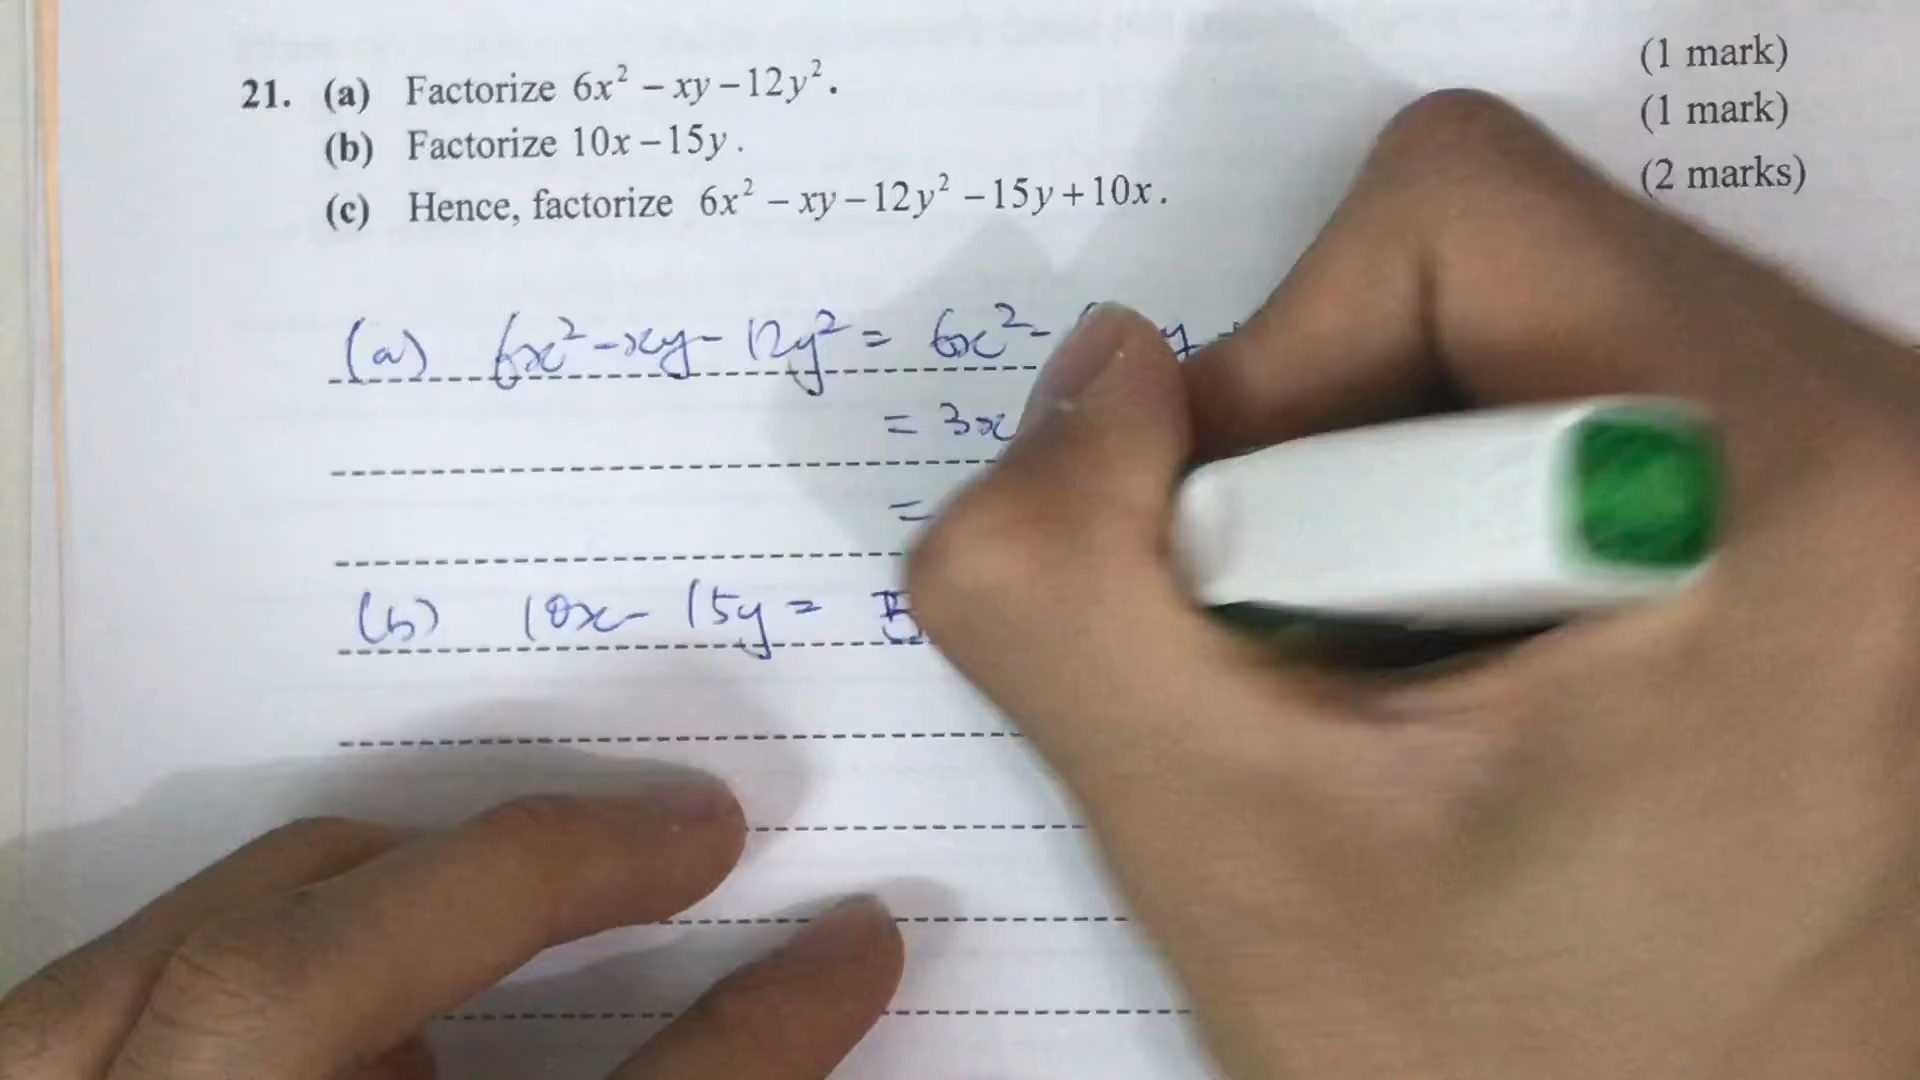 21. (a) Factorize 6x² – xy – 12y². (1 mark)
(b) Factorize 10x – 15y. (1 mark)
(c) Hence, factorize 6x² – xy – 12y² – 15y + 10x. (2 marks)
(a) 6x² – xy – 12y² = 6x² –
= 3x
=
(b) 10x – 15y = 5